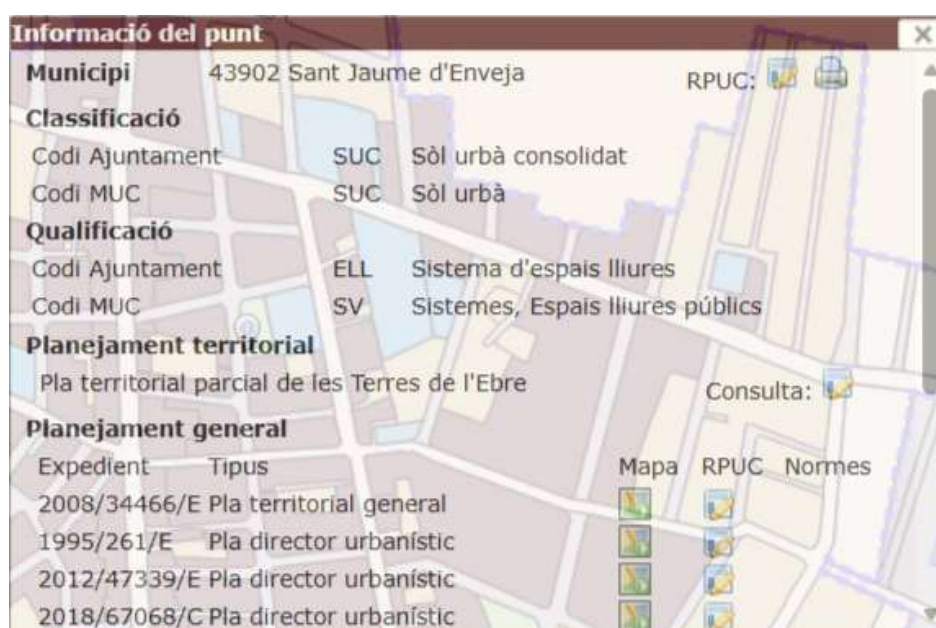 Informació del punt
Municipi 43902 Sant Jaume d'Enveja RPUC:
Classificació
Codi Ajuntament SUC Sòl urbà consolidat
Codi MUC SUC Sòl urbà
Qualificació
Codi Ajuntament ELL Sistema d'espais lliures
Codi MUC SV Sistemes, Espais lliures públics
Planejament territorial
Pla territorial parcial de les Terres de l'Ebre Consulta:
Planejament general
Expedient Tipus Mapa RPUC Normes
2008/34466/E Pla territorial general
1995/261/E Pla director urbanístic
2012/47339/E Pla director urbanístic
2018/67068/C Pla director urbanístic